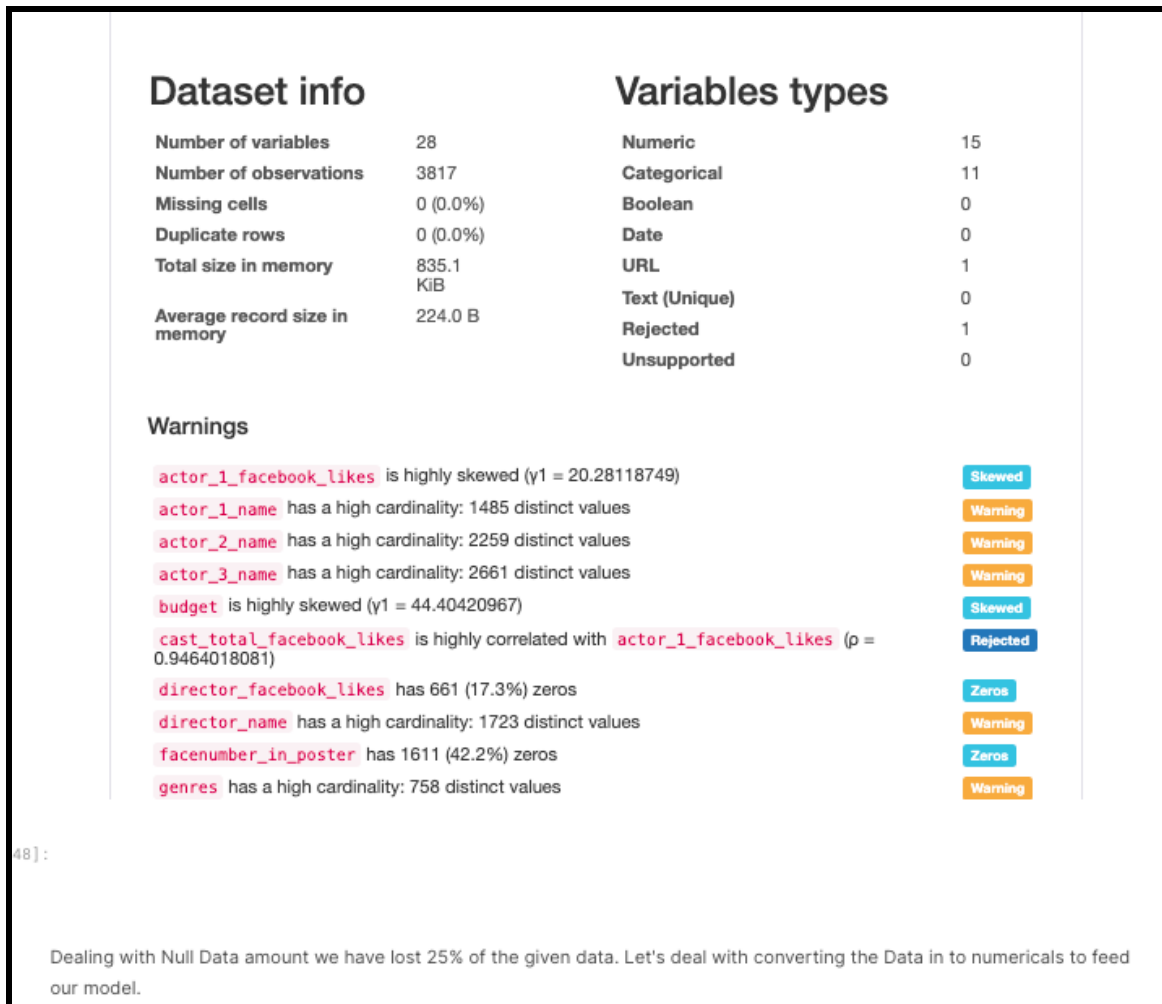 Dataset info
Number of variables 28
Number of observations 3817
Missing cells 0 (0.0%)
Duplicate rows 0 (0.0%)
Total size in memory 835.1
KiB
Average record size in 224.0 B
memory
Variables types
Numeric 15
Categorical 11
Boolean 0
Date 0
URL 1
Text (Unique) 0
Rejected 1
Unsupported 0
Warnings
actor_1_facebook_likes is highly skewed (γ1 = 20.28118749) Skewed
actor_1_name has a high cardinality: 1485 distinct values Warning
actor_2_name has a high cardinality: 2259 distinct values Warning
actor_3_name has a high cardinality: 2661 distinct values Warning
budget is highly skewed (γ1 = 44.40420967) Skewed
cast_total_facebook_likes is highly correlated with actor_1_facebook_likes (ρ = Rejected
0.9464018081)
director_facebook_likes has 661 (17.3%) zeros Zeros
director_name has a high cardinality: 1723 distinct values Warning
facenumber_in_poster has 1611 (42.2%) zeros Zeros
genres has a high cardinality: 758 distinct values Warning
48]:
Dealing with Null Data amount we have lost 25% of the given data. Let's deal with converting the Data in to numericals to feed
our model.